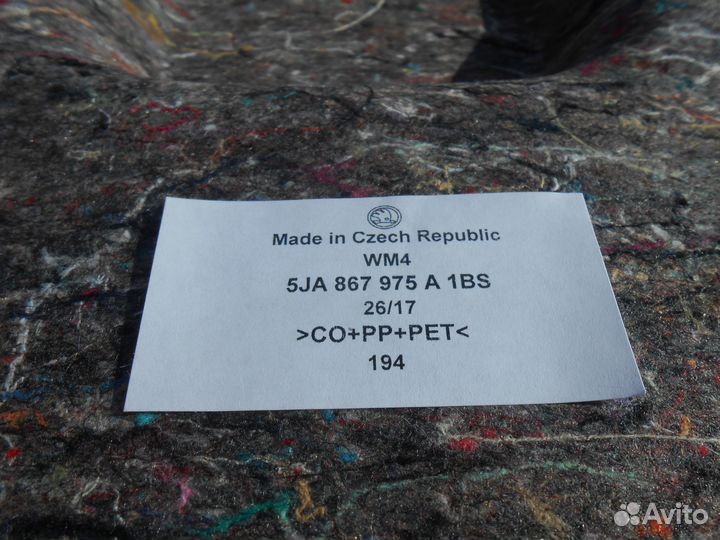 Made in Czech Republic
WM4
5JA 867 975 A 1BS
26/17
>CO+PP+PET<
194
Avito